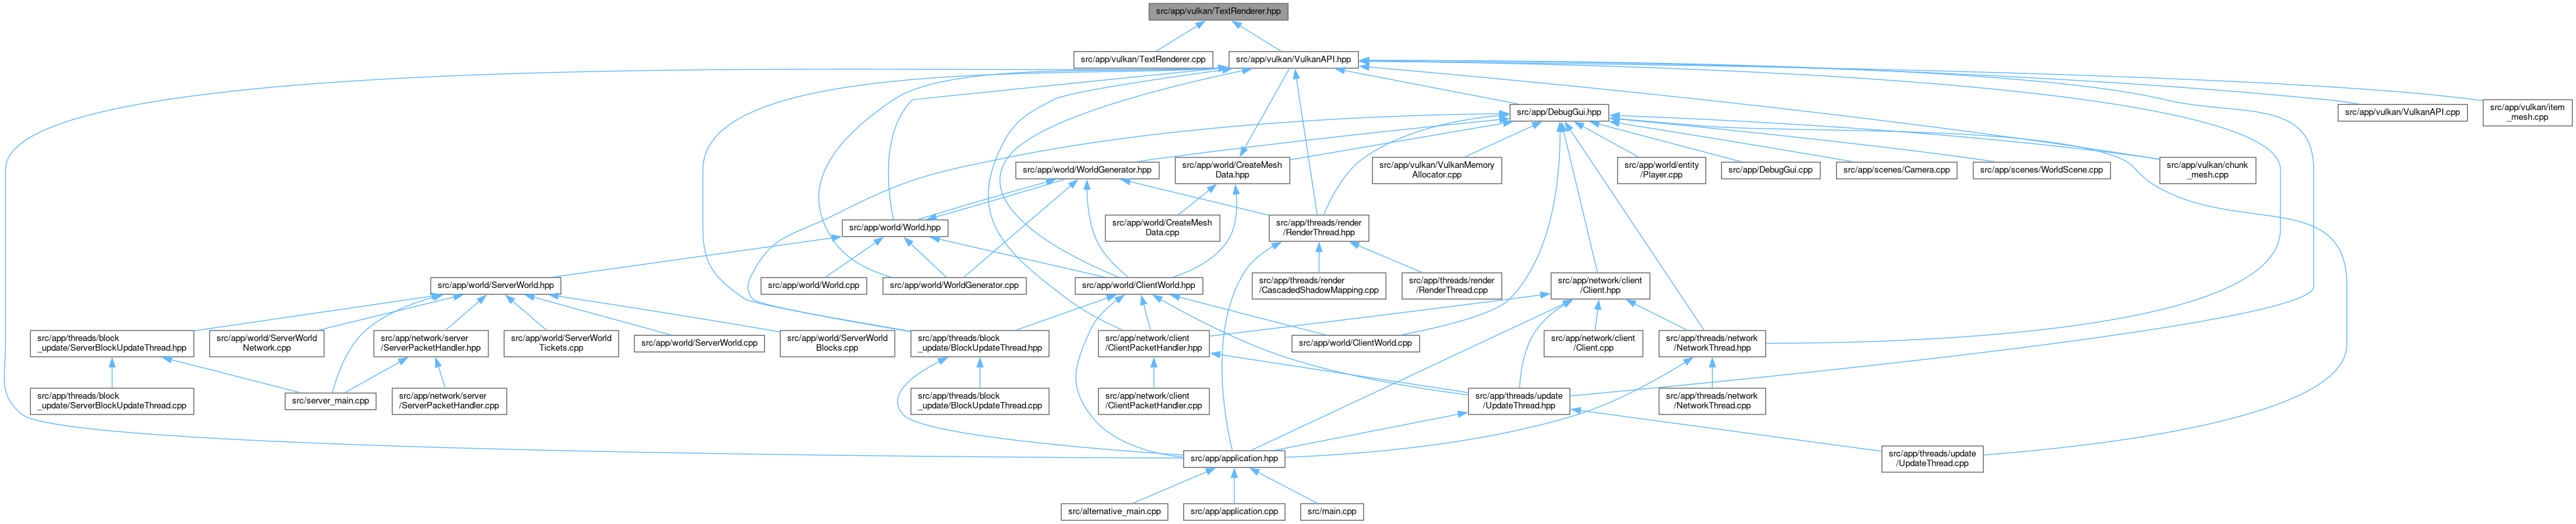 src/app/vulkan/TextRenderer.hpp
src/app/vulkan/TextRenderer.cpp
src/app/vulkan/VulkanAPI.hpp
src/app/DebugGui.hpp
src/app/vulkan/VulkanAPI.cpp
src/app/vulkan/item
_mesh.cpp
src/app/world/WorldGenerator.hpp
src/app/world/CreateMesh
Data.hpp
src/app/vulkan/VulkanMemory
Allocator.cpp
src/app/world/entity
/Player.cpp
src/app/DebugGui.cpp
src/app/scenes/Camera.cpp
src/app/scenes/WorldScene.cpp
src/app/vulkan/chunk
_mesh.cpp
src/app/world/World.hpp
src/app/world/CreateMesh
Data.cpp
src/app/threads/render
/RenderThread.hpp
src/app/world/ServerWorld.hpp
src/app/world/World.cpp
src/app/world/WorldGenerator.cpp
src/app/world/ClientWorld.hpp
src/app/threads/render
/CascadedShadowMapping.cpp
src/app/threads/render
/RenderThread.cpp
src/app/network/client
/Client.hpp
src/app/threads/block
_update/ServerBlockUpdateThread.hpp
src/app/world/ServerWorld
Network.cpp
src/app/network/server
/ServerPacketHandler.hpp
src/app/world/ServerWorld
Tickets.cpp
src/app/world/ServerWorld.cpp
src/app/world/ServerWorld
Blocks.cpp
src/app/threads/block
_update/BlockUpdateThread.hpp
src/app/network/client
/ClientPacketHandler.hpp
src/app/world/ClientWorld.cpp
src/app/network/client
/Client.cpp
src/app/threads/network
/NetworkThread.hpp
src/app/threads/block
_update/ServerBlockUpdateThread.cpp
src/server_main.cpp
src/app/network/server
/ServerPacketHandler.cpp
src/app/threads/block
_update/BlockUpdateThread.cpp
src/app/network/client
/ClientPacketHandler.cpp
src/app/threads/update
/UpdateThread.hpp
src/app/threads/network
/NetworkThread.cpp
src/app/application.hpp
src/app/threads/update
/UpdateThread.cpp
src/alternative_main.cpp
src/app/application.cpp
src/main.cpp